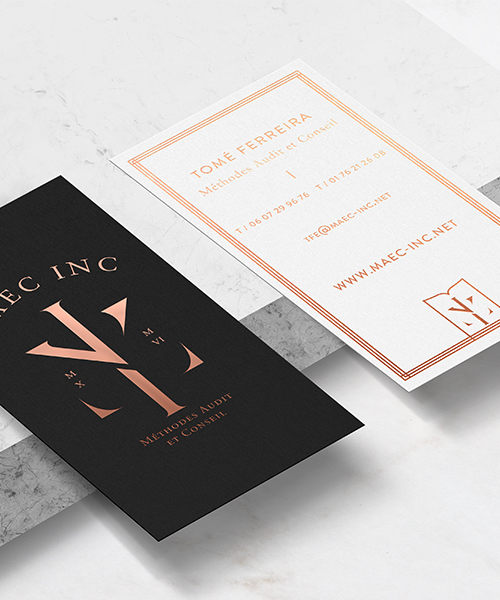 AEC INC
M
X
M
VI
Méthodes Audit
et Conseil
TOMÉ FERREIRA
Méthodes Audit et Conseil
T / 06 07 29 96 76 T / 01 76 21 26 08
TFE@MAEC-INC.NET
WWW.MAEC-INC.NET